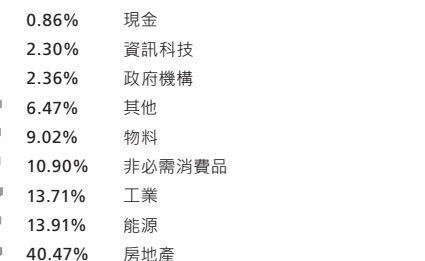 0.86% 現金
2.30% 資訊科技
2.36% 政府機構
6.47% 其他
9.02% 物料
10.90% 非必需消費品
13.71% 工業
13.91% 能源
40.47% 房地產